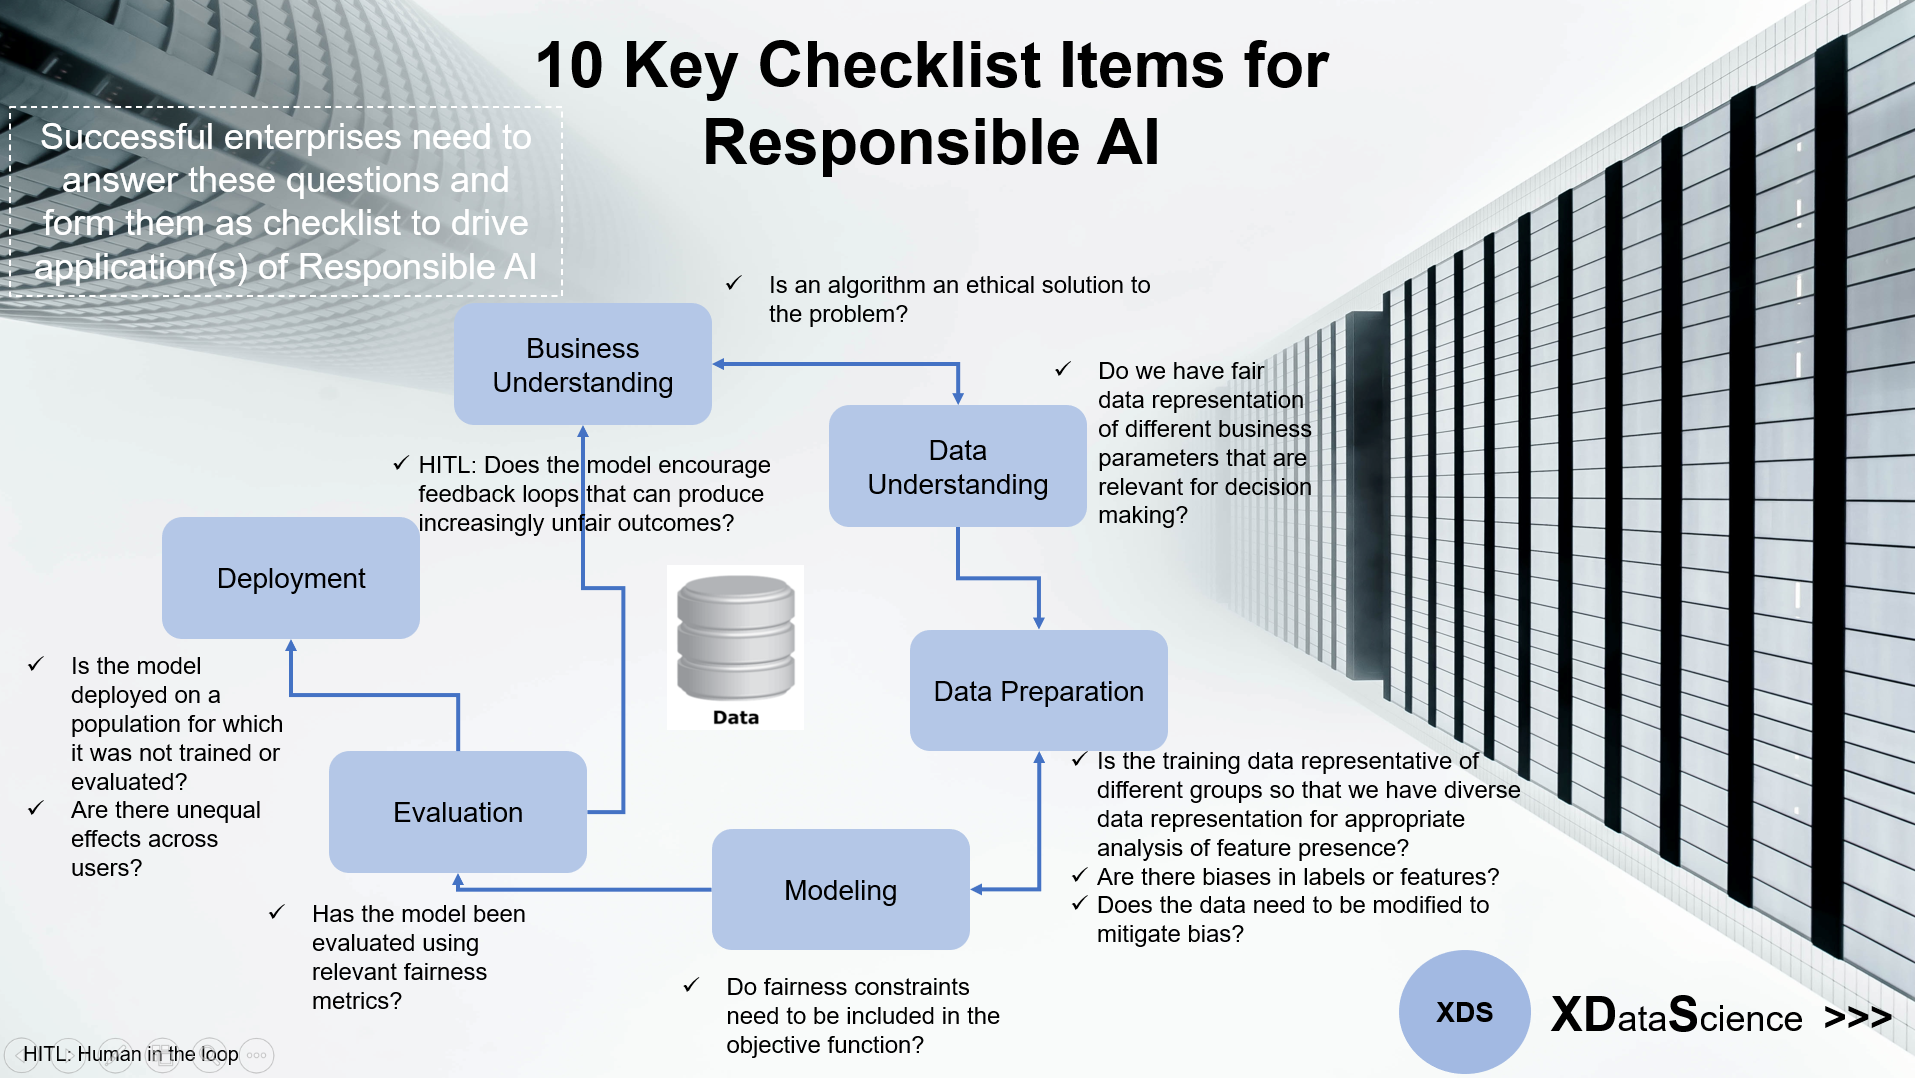 10 Key Checklist Items for
Responsible AI
Successful enterprises need to
answer these questions and
form them as checklist to drive
application(s) of Responsible AI
✓ Is an algorithm an ethical solution to
the problem?
Business
Understanding
✓ Do we have fair
data representation
of different business
parameters that are
relevant for decision
making?
Data
Understanding
✓ HITL: Does the model encourage
feedback loops that can produce
increasingly unfair outcomes?
Deployment
Data
Data Preparation
✓ Is the model
deployed on a
population for which
it was not trained or
evaluated?
✓ Are there unequal
effects across
users?
Evaluation
✓ Is the training data representative of
different groups so that we have diverse
data representation for appropriate
analysis of feature presence?
✓ Are there biases in labels or features?
✓ Does the data need to be modified to
mitigate bias?
Modeling
✓ Has the model been
evaluated using
relevant fairness
metrics?
✓ Do fairness constraints
need to be included in the
objective function?
XDS
XDataScience >>>
HITL: Human in the loop